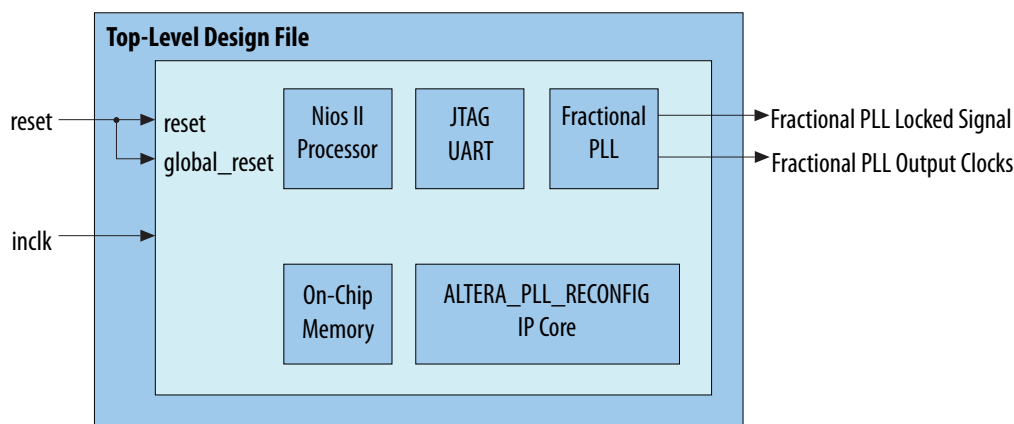 Top-Level Design File
reset
reset
global_reset
inclk
Nios II
Processor
JTAG
UART
Fractional
PLL
Fractional PLL Locked Signal
Fractional PLL Output Clocks
On-Chip
Memory
ALTERA_PLL_RECONFIG
IP Core